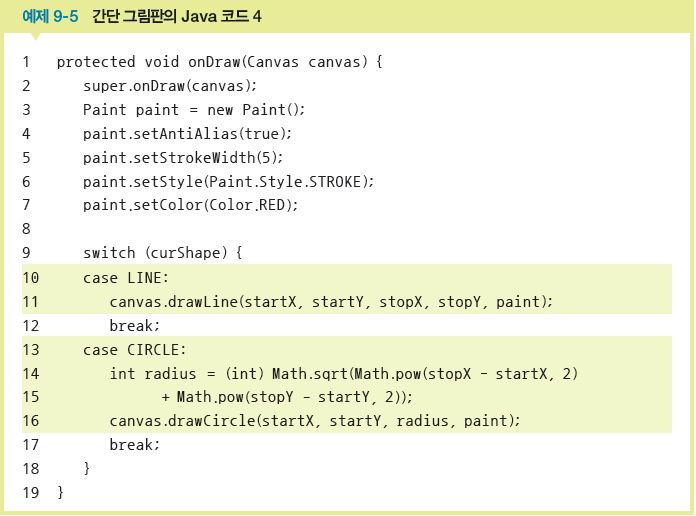 예제 9-5 간단 그림판의 Java 코드 4
1 protected void onDraw(Canvas canvas) {
2 super.onDraw(canvas);
3 Paint paint = new Paint();
4 paint.setAntiAlias(true);
5 paint.setStrokeWidth(5);
6 paint.setStyle(Paint.Style.STROKE);
7 paint.setColor(Color.RED);
8
9 switch (curShape) {
10 case LINE:
11 canvas.drawLine(startX, startY, stopX, stopY, paint);
12 break;
13 case CIRCLE:
14 int radius = (int) Math.sqrt(Math.pow(stopX - startX, 2)
15 + Math.pow(stopY - startY, 2));
16 canvas.drawCircle(startX, startY, radius, paint);
17 break;
18 }
19 }